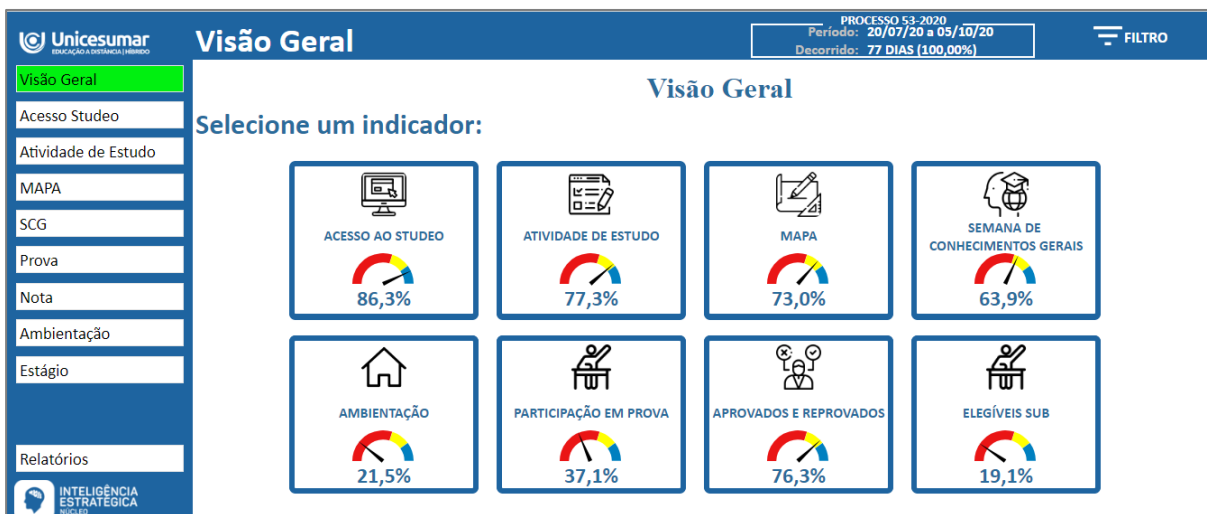 Unicesumar
EDUCAÇÃO A DISTÂNCIA | HÍBRIDO
Visão Geral
PROCESSO 53-2020
Período: 20/07/20 a 05/10/20
Decorrido: 77 DIAS (100,00%)
FILTRO
Visão Geral
Acesso Studeo
Atividade de Estudo
MAPA
SCG
Prova
Nota
Ambientação
Estágio
Relatórios
INTELIGÊNCIA
ESTRATÉGICA
NÚCLEO
Visão Geral
Selecione um indicador:
ACESSO AO STUDEO
86,3%
ATIVIDADE DE ESTUDO
77,3%
MAPA
73,0%
SEMANA DE
CONHECIMENTOS GERAIS
63,9%
AMBIENTAÇÃO
21,5%
PARTICIPAÇÃO EM PROVA
37,1%
APROVADOS E REPROVADOS
76,3%
ELEGÍVEIS SUB
19,1%